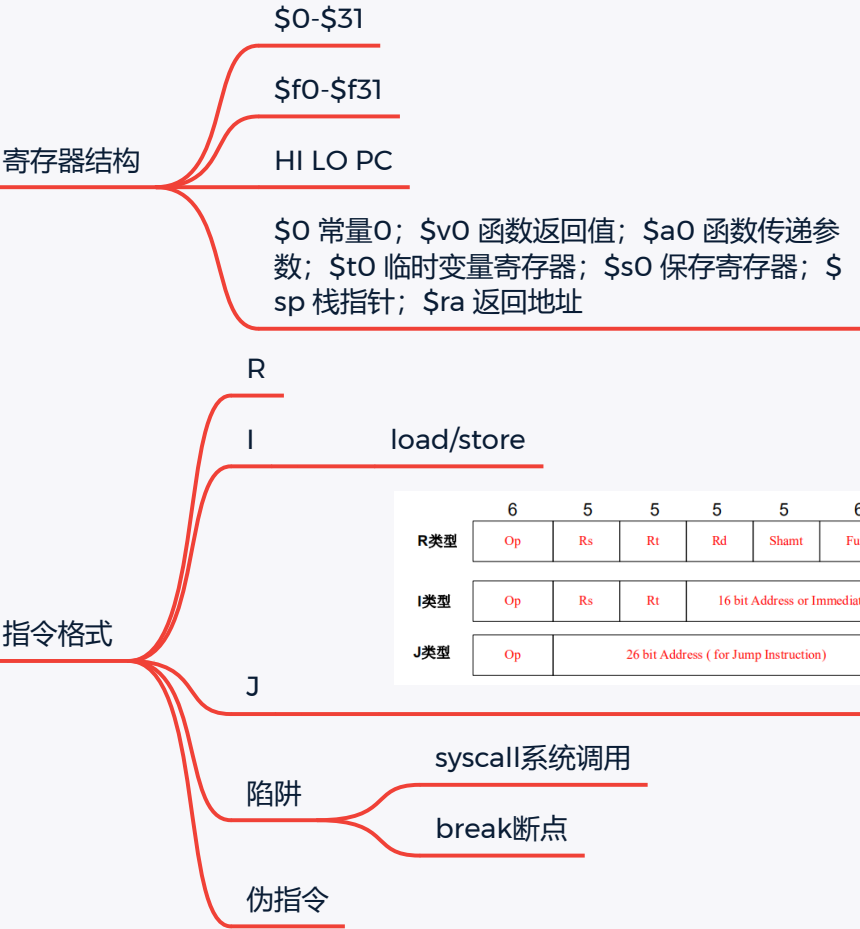 $0-$31
$f0-$f31
寄存器结构
HI LO PC
$0 常量0；$v0 函数返回值；$a0 函数传递参
数；$t0 临时变量寄存器；$s0 保存寄存器；$
sp 栈指针；$ra 返回地址
R
I load/store
6 5 5 5 5 6
R类型 Op Rs Rt Rd Shamt Fu
I类型 Op Rs Rt 16 bit Address or Immediat
J类型 Op 26 bit Address ( for Jump Instruction)
指令格式
J
syscall系统调用
陷阱
break断点
伪指令